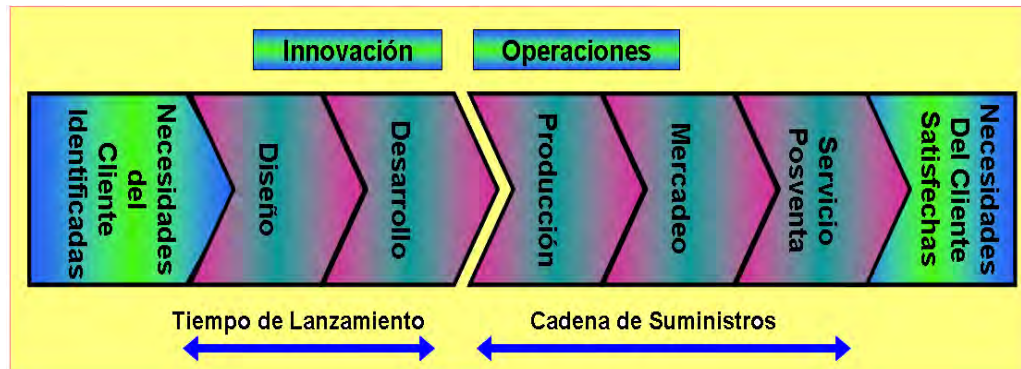 Innovación
Operaciones
Necesidades
del
Cliente
Identificadas
Diseño
Desarrollo
Producción
Mercadeo
Servicio
Posventa
Necesidades
Del Cliente
Satisfechas
Tiempo de Lanzamiento
Cadena de Suministros